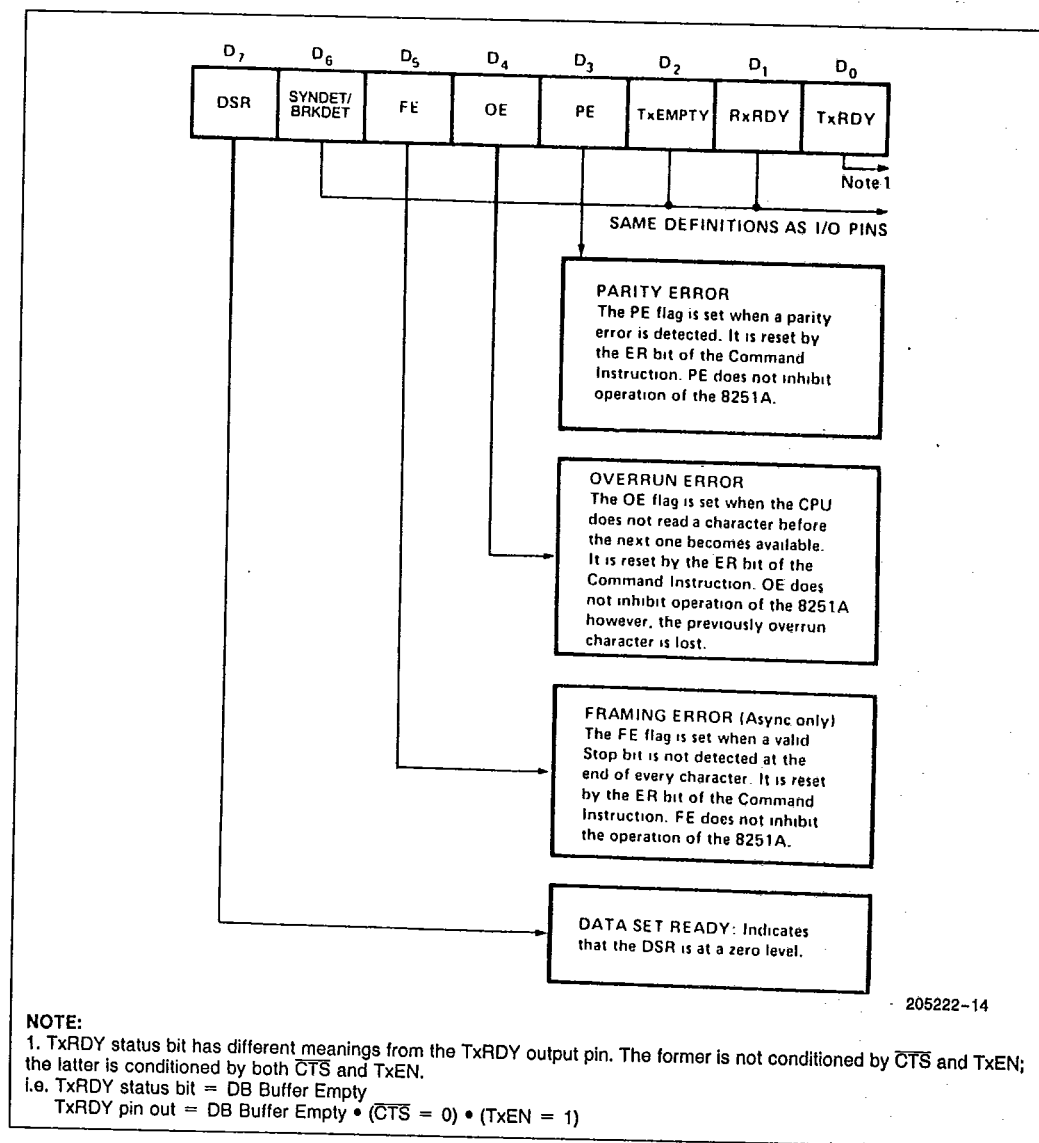 D7 D6 D5 D4 D3 D2 D1 D0
DSR SYNDET/ BRKDET FE OE PE TxEMPTY RxRDY TxRDY
Note 1
SAME DEFINITIONS AS I/O PINS
PARITY ERROR
The PE flag is set when a parity
error is detected. It is reset by
the ER bit of the Command
Instruction. PE does not inhibit
operation of the 8251A.
OVERRUN ERROR
The OE flag is set when the CPU
does not read a character before
the next one becomes available.
It is reset by the ER bit of the
Command Instruction. OE does
not inhibit operation of the 8251A
however, the previously overrun
character is lost.
FRAMING ERROR (Async only)
The FE flag is set when a valid
Stop bit is not detected at the
end of every character. It is reset
by the ER bit of the Command
Instruction. FE does not inhibit
the operation of the 8251A.
DATA SET READY: Indicates
that the DSR is at a zero level.
205222-14
NOTE:
1. TxRDY status bit has different meanings from the TxRDY output pin. The former is not conditioned by C̅T̅S̅ and TxEN;
the latter is conditioned by both C̅T̅S̅ and TxEN.
i.e. TxRDY status bit = DB Buffer Empty
TxRDY pin out = DB Buffer Empty • (C̅T̅S̅ = 0) • (TxEN = 1)